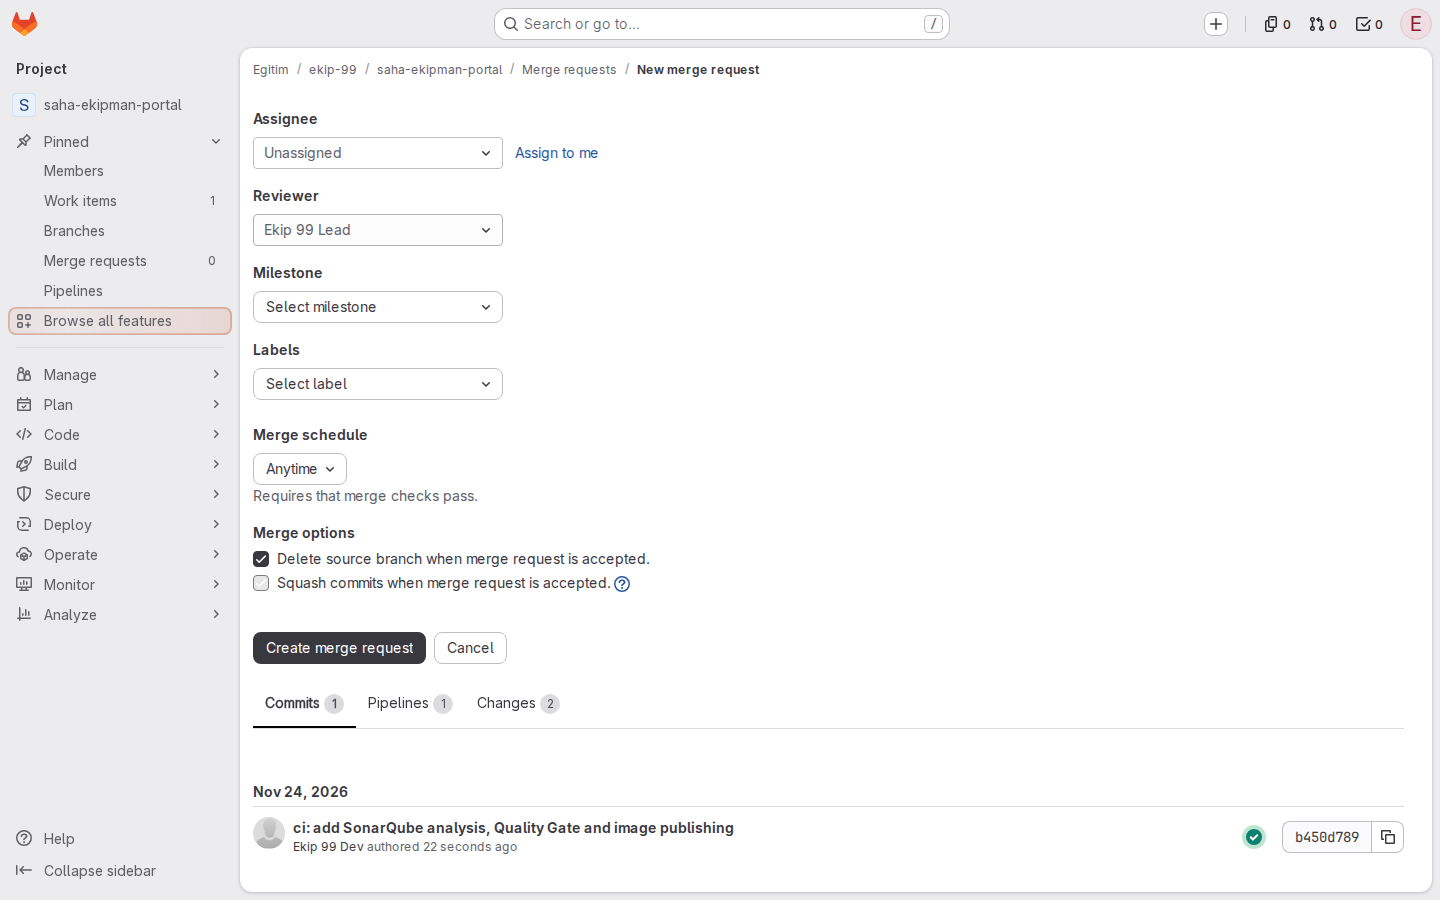 Search or go to...
/
0
0
0
E
Project
S
saha-ekipman-portal
Pinned
Members
Work items
1
Branches
Merge requests
0
Pipelines
Browse all features
Manage
Plan
Code
Build
Secure
Deploy
Operate
Monitor
Analyze
Help
Collapse sidebar
Egitim / ekip-99 / saha-ekipman-portal / Merge requests / New merge request
Assignee
Unassigned
Assign to me
Reviewer
Ekip 99 Lead
Milestone
Select milestone
Labels
Select label
Merge schedule
Anytime
Requires that merge checks pass.
Merge options
Delete source branch when merge request is accepted.
Squash commits when merge request is accepted.
Create merge request
Cancel
Commits 1
Pipelines 1
Changes 2
Nov 24, 2026
ci: add SonarQube analysis, Quality Gate and image publishing
Ekip 99 Dev authored 22 seconds ago
b450d789